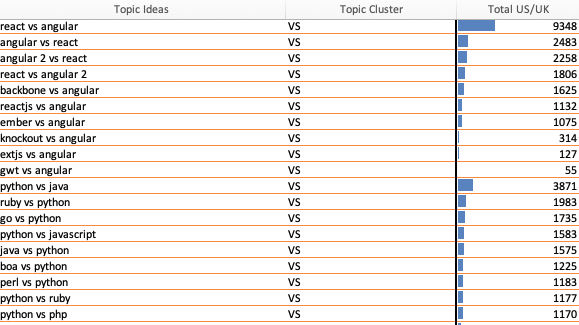 Topic Ideas Topic Cluster Total US/UK
react vs angular VS 9348
angular vs react VS 2483
angular 2 vs react VS 2258
react vs angular 2 VS 1806
backbone vs angular VS 1625
reactjs vs angular VS 1132
ember vs angular VS 1075
knockout vs angular VS 314
extjs vs angular VS 127
gwt vs angular VS 55
python vs java VS 3871
ruby vs python VS 1983
go vs python VS 1735
python vs javascript VS 1583
java vs python VS 1575
boa vs python VS 1225
perl vs python VS 1183
python vs ruby VS 1177
python vs php VS 1170